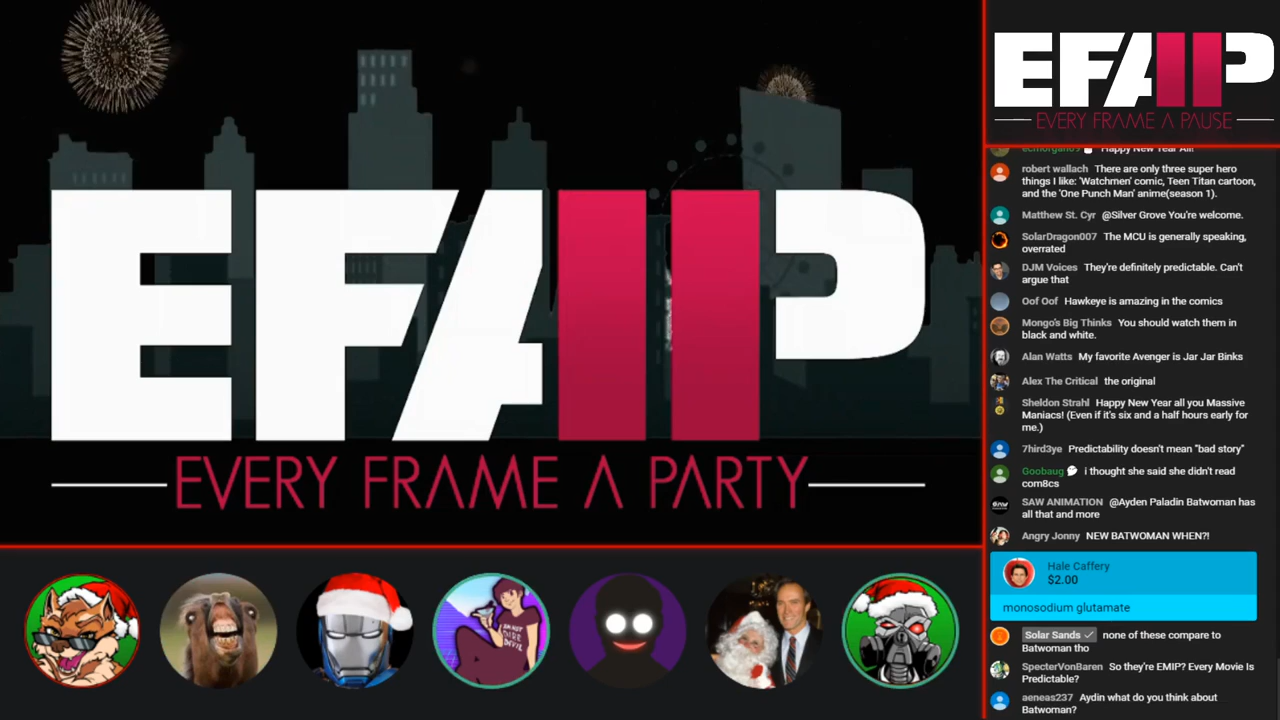 EFAP
EVERY FRAME A PARTY
I'M NOT
DARE
DEVIL
EFAP
EVERY FRAME A PAUSE
ecmorgan69 Happy New Year All!
robert wallach There are only three super hero
things I like: 'Watchmen' comic, Teen Titan cartoon,
and the 'One Punch Man' anime(season 1).
Matthew St. Cyr @Silver Grove You're welcome.
SolarDragon007 The MCU is generally speaking,
overrated
DJM Voices They're definitely predictable. Can't
argue that
Oof Oof Hawkeye is amazing in the comics
Mongo's Big Thinks You should watch them in
black and white.
Alan Watts My favorite Avenger is Jar Jar Binks
Alex The Critical the original
Sheldon Strahl Happy New Year all you Massive
Maniacs! (Even if it's six and a half hours early for
me.)
7hird3ye Predictability doesn't mean "bad story"
Goobaug i thought she said she didn't read
com8cs
SAW ANIMATION @Ayden Paladin Batwoman has
all that and more
Angry Jonny NEW BATWOMAN WHEN?!
Hale Caffery
$2.00
monosodium glutamate
Solar Sands none of these compare to
Batwoman tho
SpecterVonBaren So they're EMIP? Every Movie Is
Predictable?
aeneas237 Aydin what do you think about
Batwoman?